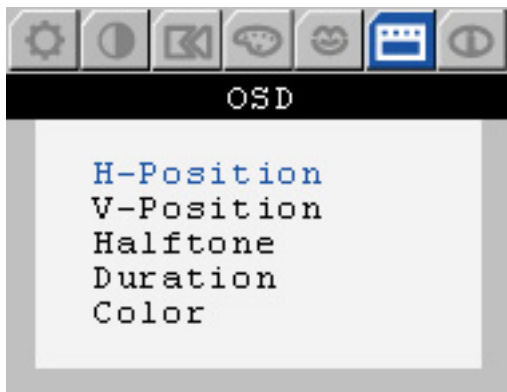 OSD
H-Position
V-Position
Halftone
Duration
Color